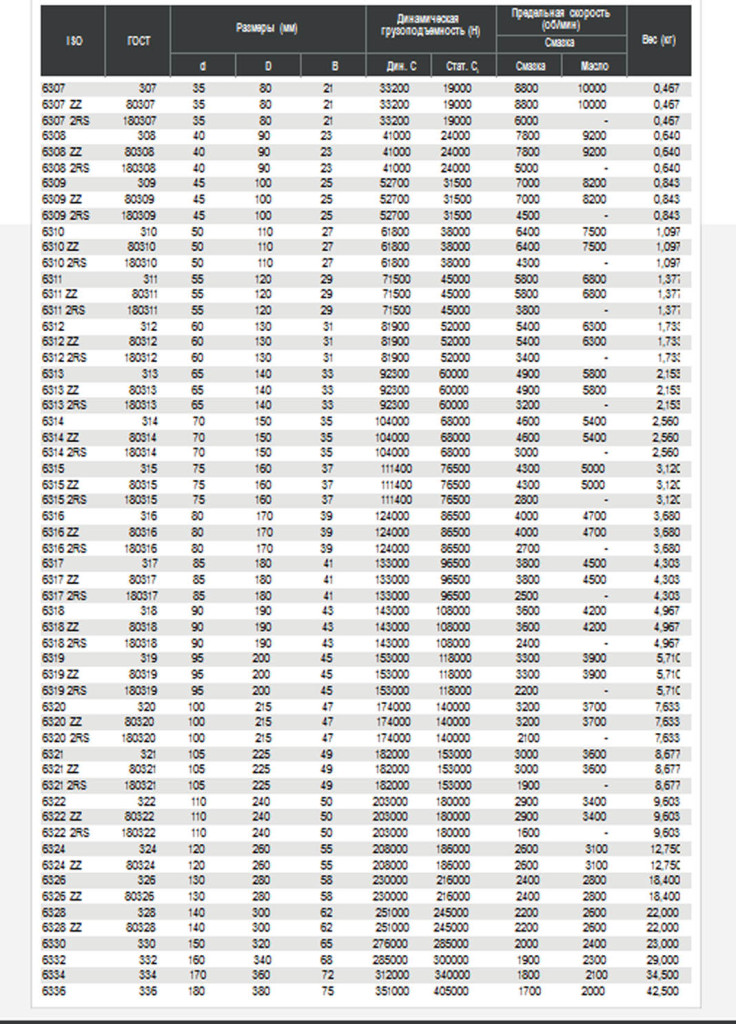 ISO ГОСТ Размеры (мм) Динамическая грузоподъемность (Н) Предельная скорость (об/мин) Вес (кг)
Смазка
d D B Дин. C Стат. C₀ Смазка Масло
6307 307 35 80 21 33200 19000 8800 10000 0,467
6307 ZZ 80307 35 80 21 33200 19000 8800 10000 0,467
6307 2RS 180307 35 80 21 33200 19000 6000 - 0,467
6308 308 40 90 23 41000 24000 7800 9200 0,640
6308 ZZ 80308 40 90 23 41000 24000 7800 9200 0,640
6308 2RS 180308 40 90 23 41000 24000 5000 - 0,640
6309 309 45 100 25 52700 31500 7000 8200 0,843
6309 ZZ 80309 45 100 25 52700 31500 7000 8200 0,843
6309 2RS 180309 45 100 25 52700 31500 4500 - 0,843
6310 310 50 110 27 61800 38000 6400 7500 1,097
6310 ZZ 80310 50 110 27 61800 38000 6400 7500 1,097
6310 2RS 180310 50 110 27 61800 38000 4300 - 1,097
6311 311 55 120 29 71500 45000 5800 6800 1,377
6311 ZZ 80311 55 120 29 71500 45000 5800 6800 1,377
6311 2RS 180311 55 120 29 71500 45000 3800 - 1,377
6312 312 60 130 31 81900 52000 5400 6300 1,733
6312 ZZ 80312 60 130 31 81900 52000 5400 6300 1,733
6312 2RS 180312 60 130 31 81900 52000 3400 - 1,733
6313 313 65 140 33 92300 60000 4900 5800 2,153
6313 ZZ 80313 65 140 33 92300 60000 4900 5800 2,153
6313 2RS 180313 65 140 33 92300 60000 3200 - 2,153
6314 314 70 150 35 104000 68000 4600 5400 2,560
6314 ZZ 80314 70 150 35 104000 68000 4600 5400 2,560
6314 2RS 180314 70 150 35 104000 68000 3000 - 2,560
6315 315 75 160 37 111400 76500 4300 5000 3,120
6315 ZZ 80315 75 160 37 111400 76500 4300 5000 3,120
6315 2RS 180315 75 160 37 111400 76500 2800 - 3,120
6316 316 80 170 39 124000 86500 4000 4700 3,680
6316 ZZ 80316 80 170 39 124000 86500 4000 4700 3,680
6316 2RS 180316 80 170 39 124000 86500 2700 - 3,680
6317 317 85 180 41 133000 96500 3800 4500 4,303
6317 ZZ 80317 85 180 41 133000 96500 3800 4500 4,303
6317 2RS 180317 85 180 41 133000 96500 2500 - 4,303
6318 318 90 190 43 143000 108000 3600 4200 4,967
6318 ZZ 80318 90 190 43 143000 108000 3600 4200 4,967
6318 2RS 180318 90 190 43 143000 108000 2400 - 4,967
6319 319 95 200 45 153000 118000 3300 3900 5,710
6319 ZZ 80319 95 200 45 153000 118000 3300 3900 5,710
6319 2RS 180319 95 200 45 153000 118000 2200 - 5,710
6320 320 100 215 47 174000 140000 3200 3700 7,633
6320 ZZ 80320 100 215 47 174000 140000 3200 3700 7,633
6320 2RS 180320 100 215 47 174000 140000 2100 - 7,633
6321 321 105 225 49 182000 153000 3000 3600 8,677
6321 ZZ 80321 105 225 49 182000 153000 3000 3600 8,677
6321 2RS 180321 105 225 49 182000 153000 1900 - 8,677
6322 322 110 240 50 203000 180000 2900 3400 9,603
6322 ZZ 80322 110 240 50 203000 180000 2900 3400 9,603
6322 2RS 180322 110 240 50 203000 180000 1600 - 9,603
6324 324 120 260 55 208000 186000 2600 3100 12,750
6324 ZZ 80324 120 260 55 208000 186000 2600 3100 12,750
6326 326 130 280 58 230000 216000 2400 2800 18,400
6326 ZZ 80326 130 280 58 230000 216000 2400 2800 18,400
6328 328 140 300 62 251000 245000 2200 2600 22,000
6328 ZZ 80328 140 300 62 251000 245000 2200 2600 22,000
6330 330 150 320 65 276000 285000 2000 2400 23,000
6332 332 160 340 68 285000 300000 1900 2300 29,000
6334 334 170 360 72 312000 340000 1800 2100 34,500
6336 336 180 380 75 351000 405000 1700 2000 42,500